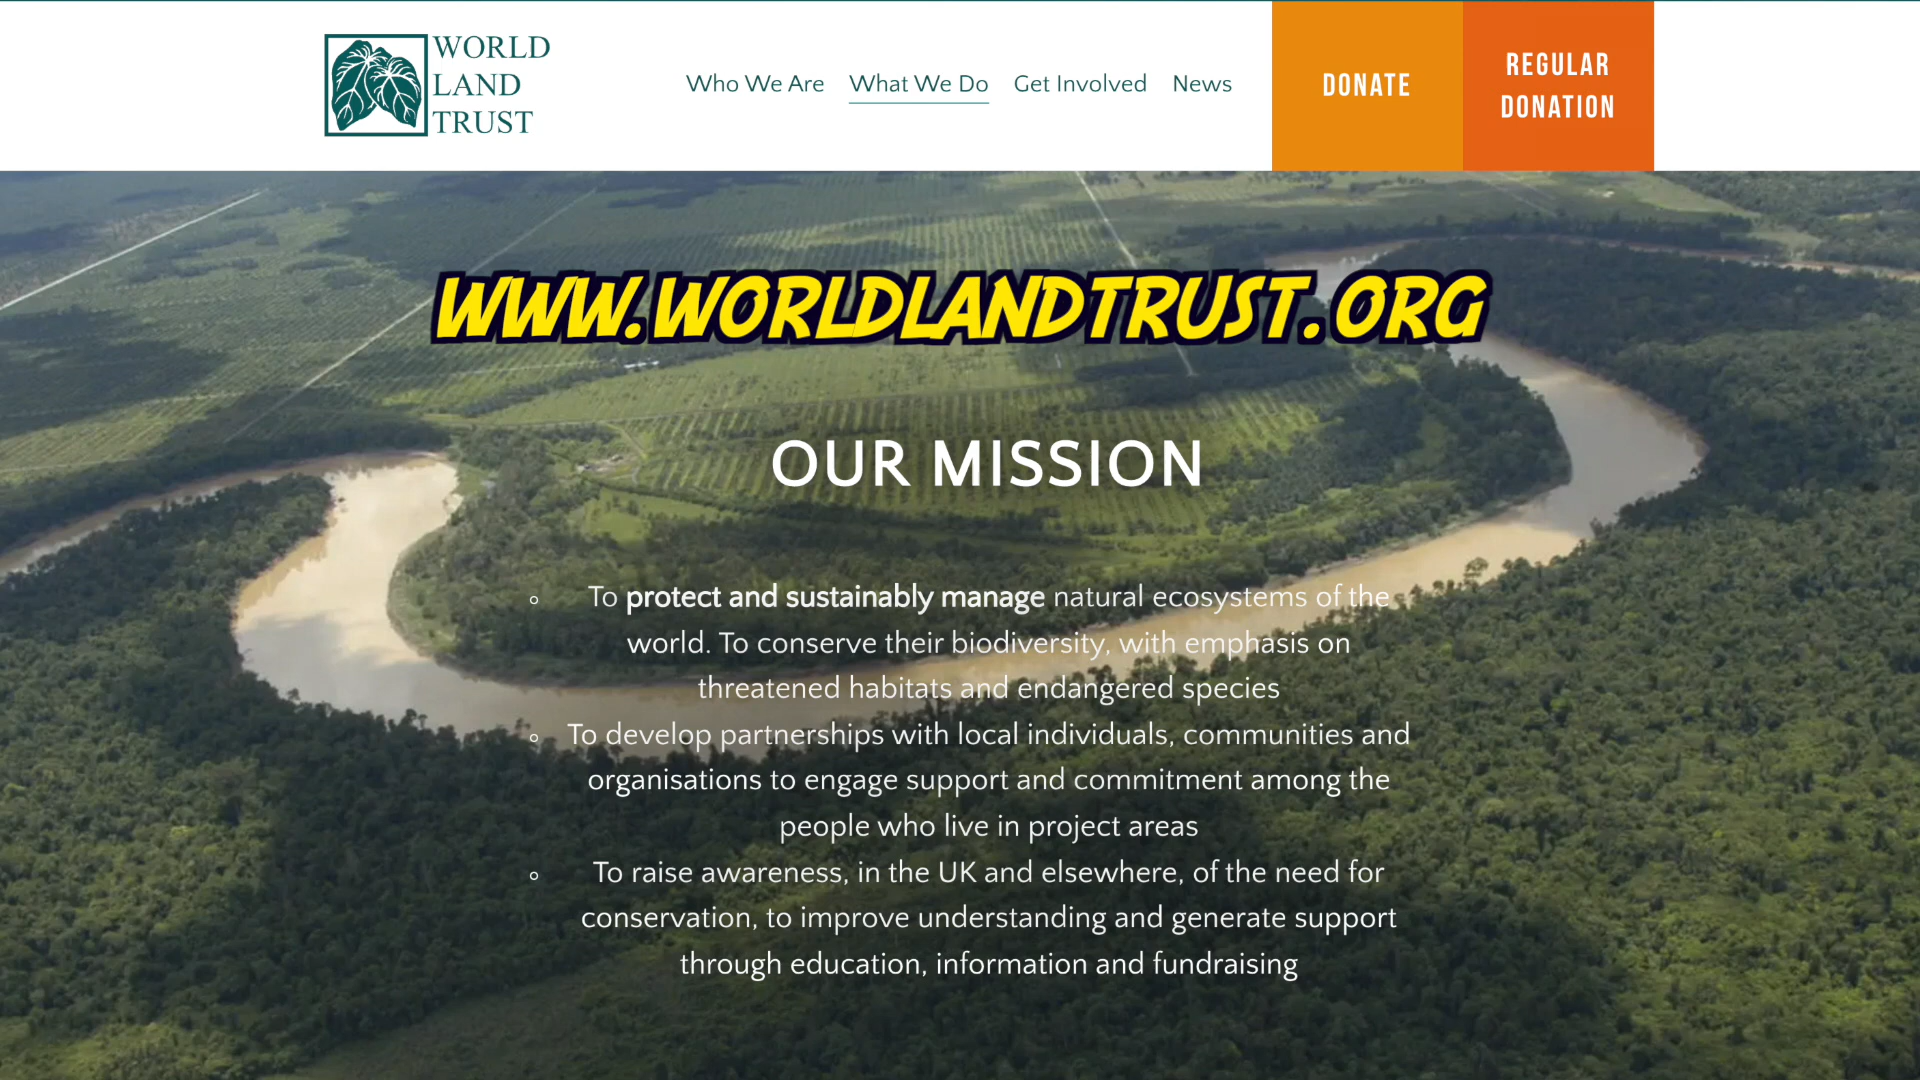 WORLD
LAND
TRUST
Who We Are What We Do Get Involved News
DONATE
REGULAR
DONATION
WWW.WORLDLANDTRUST.ORG
OUR MISSION
To protect and sustainably manage natural ecosystems of the
world. To conserve their biodiversity, with emphasis on
threatened habitats and endangered species
To develop partnerships with local individuals, communities and
organisations to engage support and commitment among the
people who live in project areas
To raise awareness, in the UK and elsewhere, of the need for
conservation, to improve understanding and generate support
through education, information and fundraising